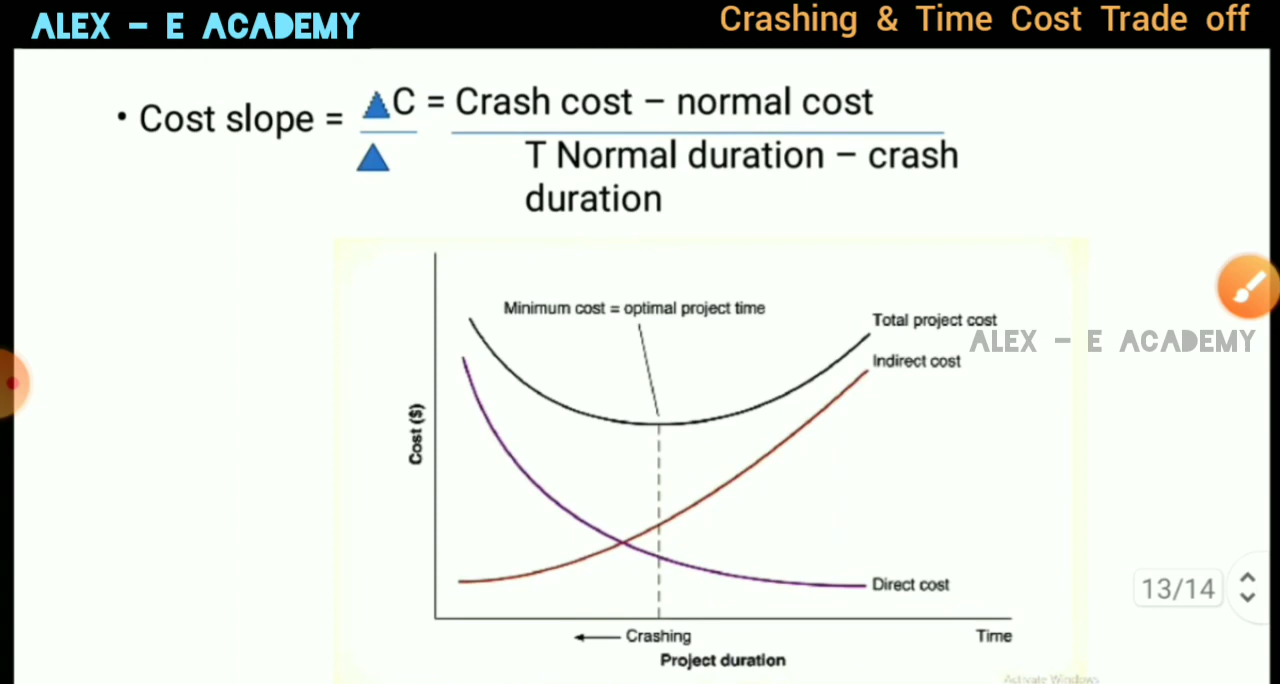 ALEX - E ACADEMY
Crashing & Time Cost Trade off
• Cost slope = ▲C = Crash cost – normal cost
▲ T Normal duration – crash
duration
Minimum cost = optimal project time
Total project cost
ALEX - E ACADEMY
Indirect cost
Cost ($)
Direct cost
13/14
Crashing
Time
Project duration
Activate Windows